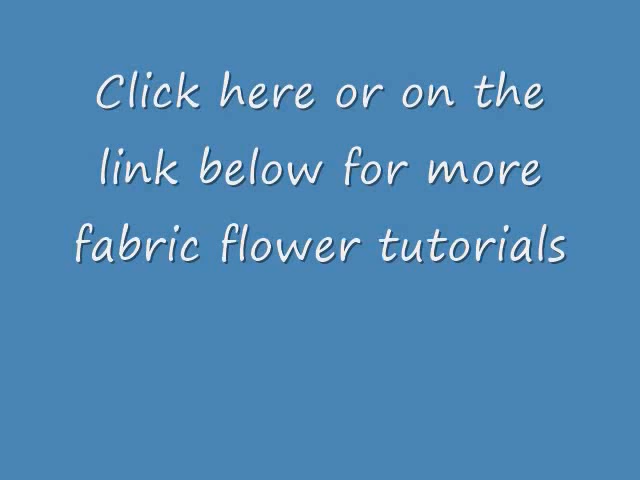 Click here or on the
link below for more
fabric flower tutorials